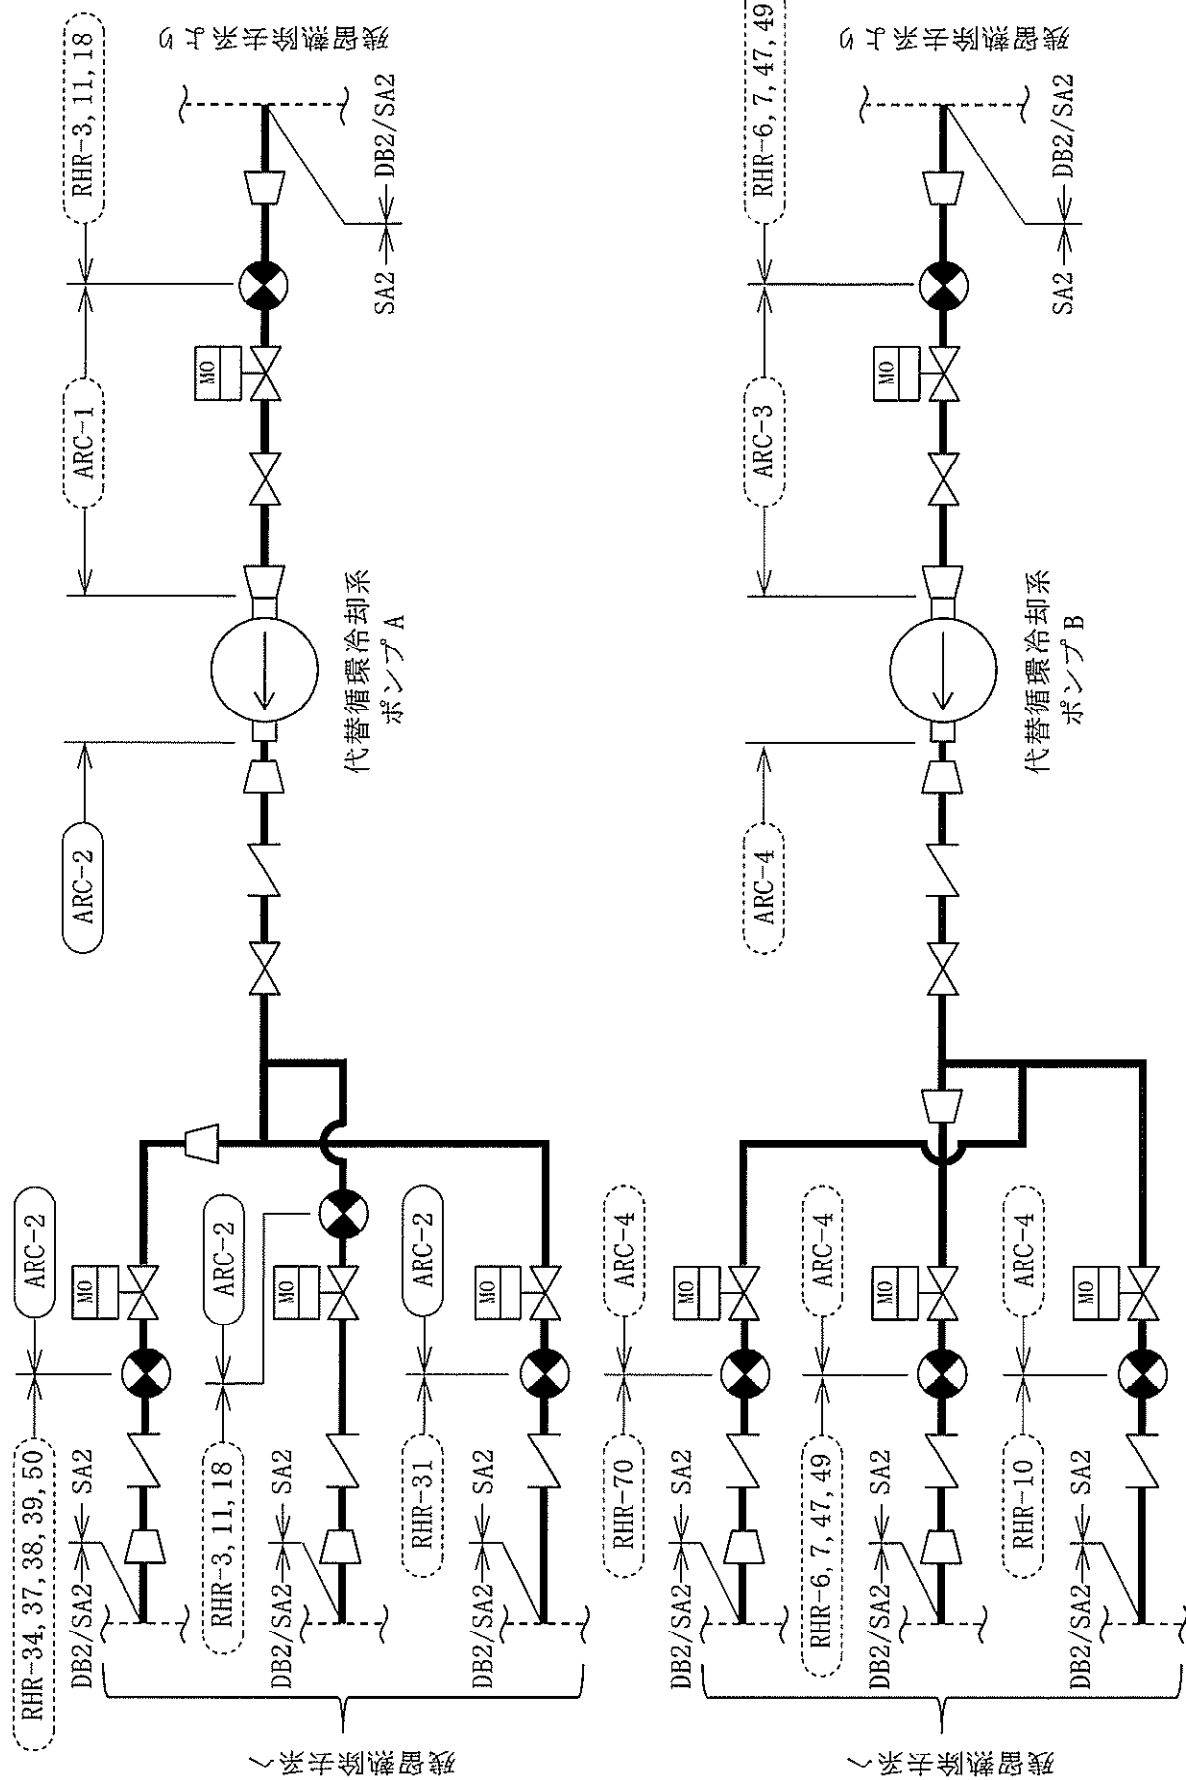 残留熱除去系より
残留熱除去系より
RHR-3, 11, 18
DB2/SA2
SA2
RHR-6, 7, 47, 49
DB2/SA2
SA2
MO
MO
ARC-1
ARC-3
代替循環冷却系
ポンプA
代替循環冷却系
ポンプB
ARC-2
ARC-4
ARC-2
ARC-2
ARC-2
ARC-4
ARC-4
ARC-4
MO
MO
MO
MO
MO
MO
RHR-34, 37, 38, 39, 50
DB2/SA2
SA2
RHR-3, 11, 18
DB2/SA2
SA2
RHR-31
DB2/SA2
SA2
RHR-70
DB2/SA2
SA2
RHR-6, 7, 47, 49
DB2/SA2
SA2
RHR-10
DB2/SA2
SA2
残留熱除去系へ
残留熱除去系へ